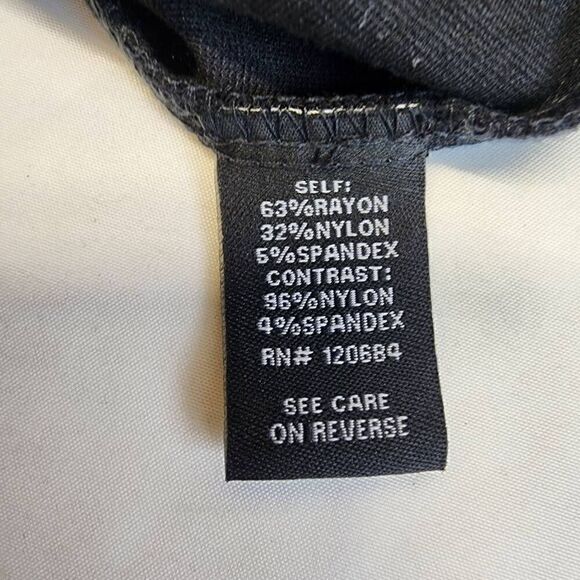 SELF:
63%RAYON
32%NYLON
5%SPANDEX
CONTRAST:
96%NYLON
4%SPANDEX
RN# 120684
SEE CARE
ON REVERSE